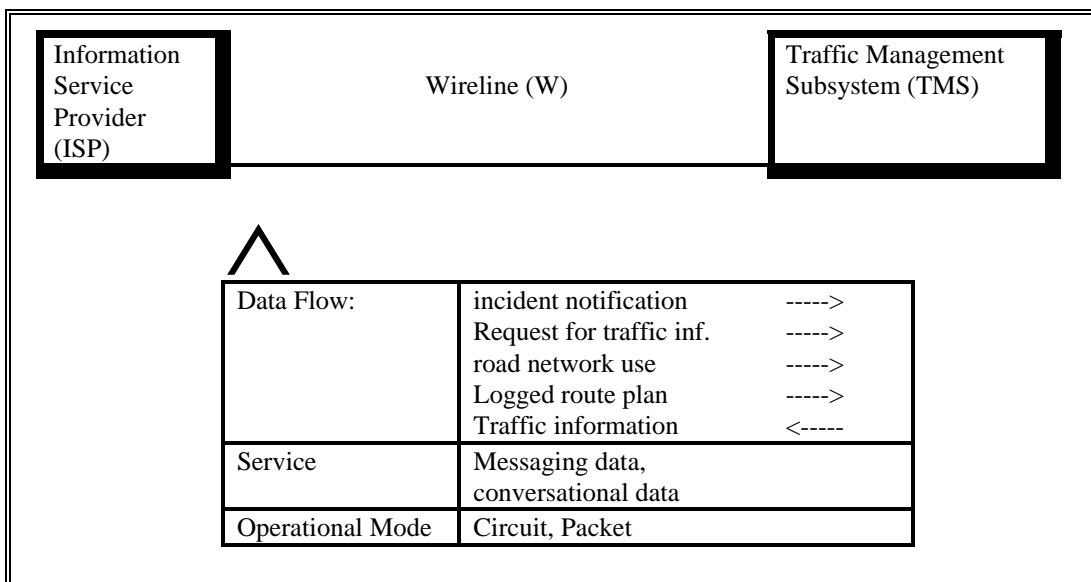 Information
Service
Provider
(ISP)
Wireline (W)
Traffic Management
Subsystem (TMS)
Data Flow:
incident notification ----->
Request for traffic inf. ----->
road network use ----->
Logged route plan ----->
Traffic information <-----
Service
Messaging data,
conversational data
Operational Mode
Circuit, Packet